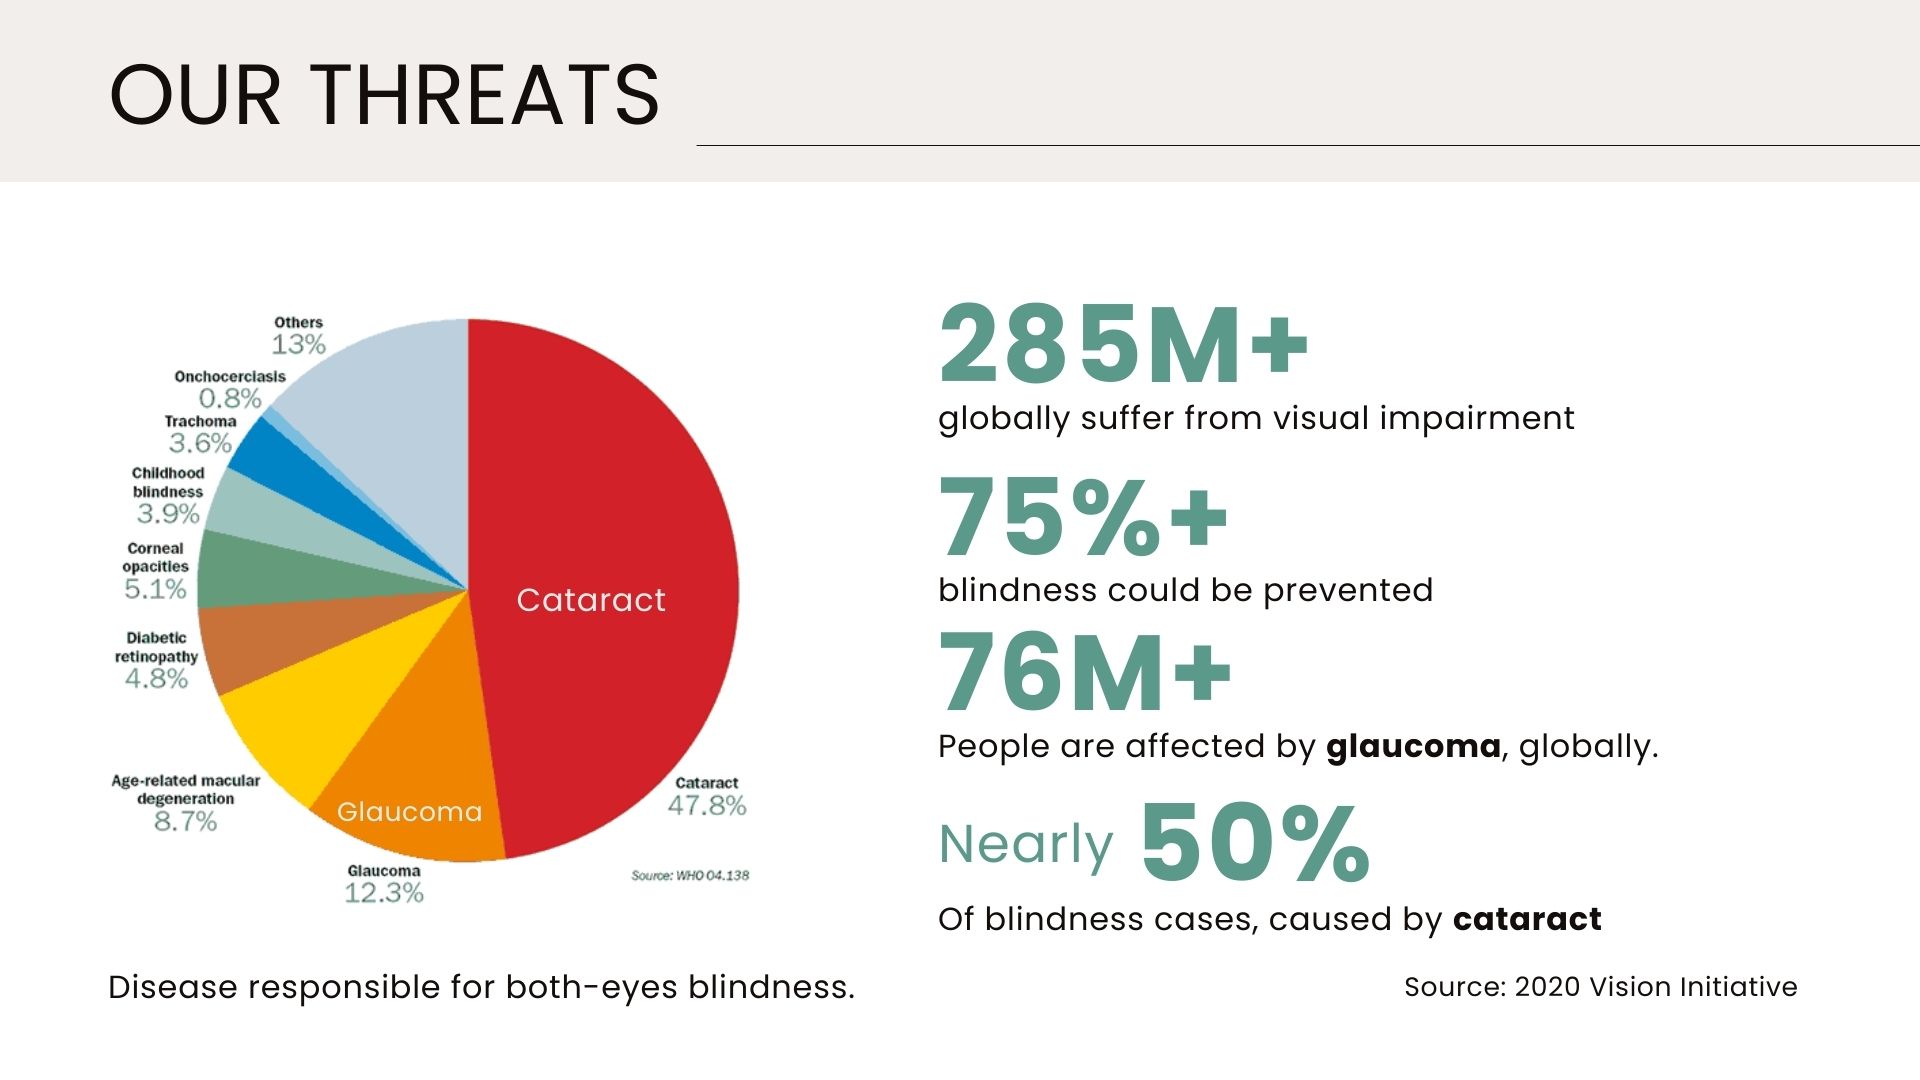 OUR THREATS
Others
13%
Onchocerciasis
0.8%
Trachoma
3.6%
Childhood
blindness
3.9%
Corneal
opacities
5.1%
Diabetic
retinopathy
4.8%
Age-related macular
degeneration
8.7%
Glaucoma
Glaucoma
12.3%
Cataract
Cataract
47.8%
Source: WHO 04.138
Disease responsible for both-eyes blindness.
285M+
globally suffer from visual impairment
75%+
blindness could be prevented
76M+
People are affected by glaucoma, globally.
Nearly 50%
Of blindness cases, caused by cataract
Source: 2020 Vision Initiative